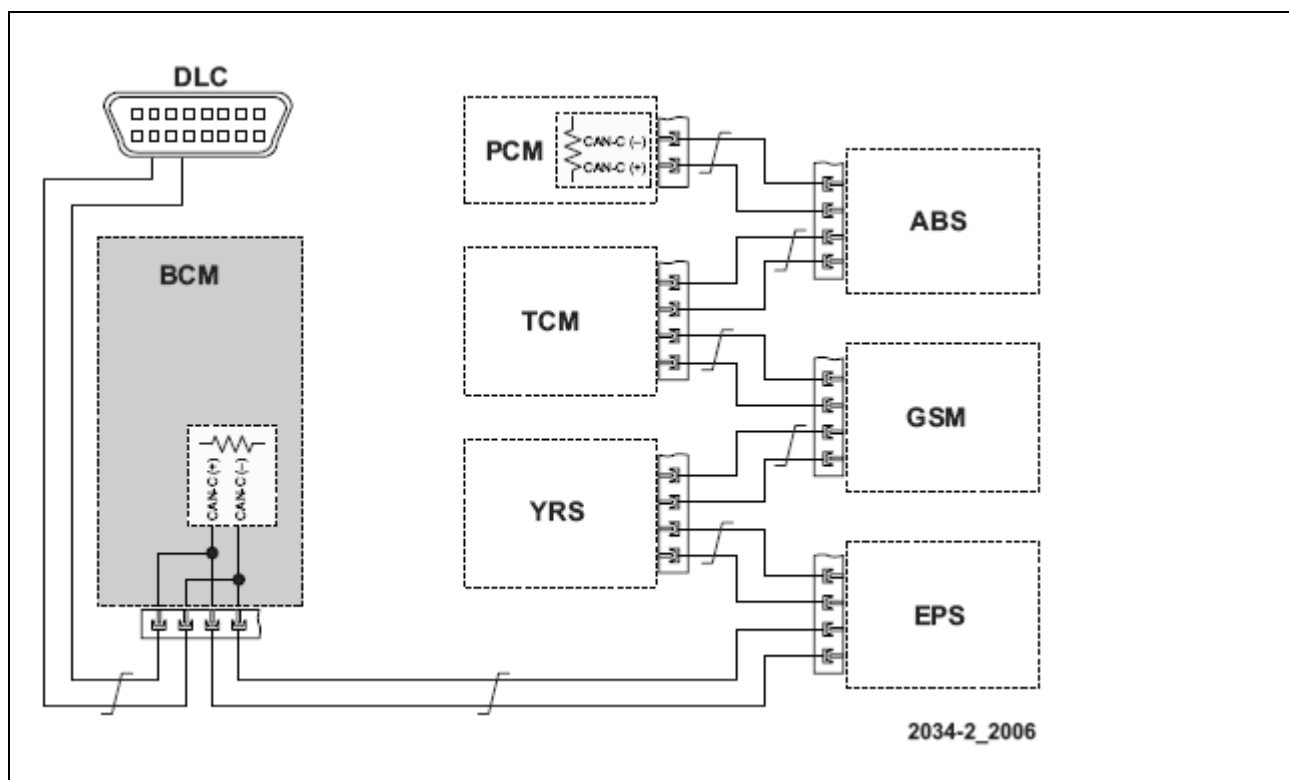 DLC
PCM
CAN-C (–)
CAN-C (+)
ABS
BCM
TCM
GSM
CAN-C (+)
CAN-C (–)
YRS
EPS
2034-2_2006